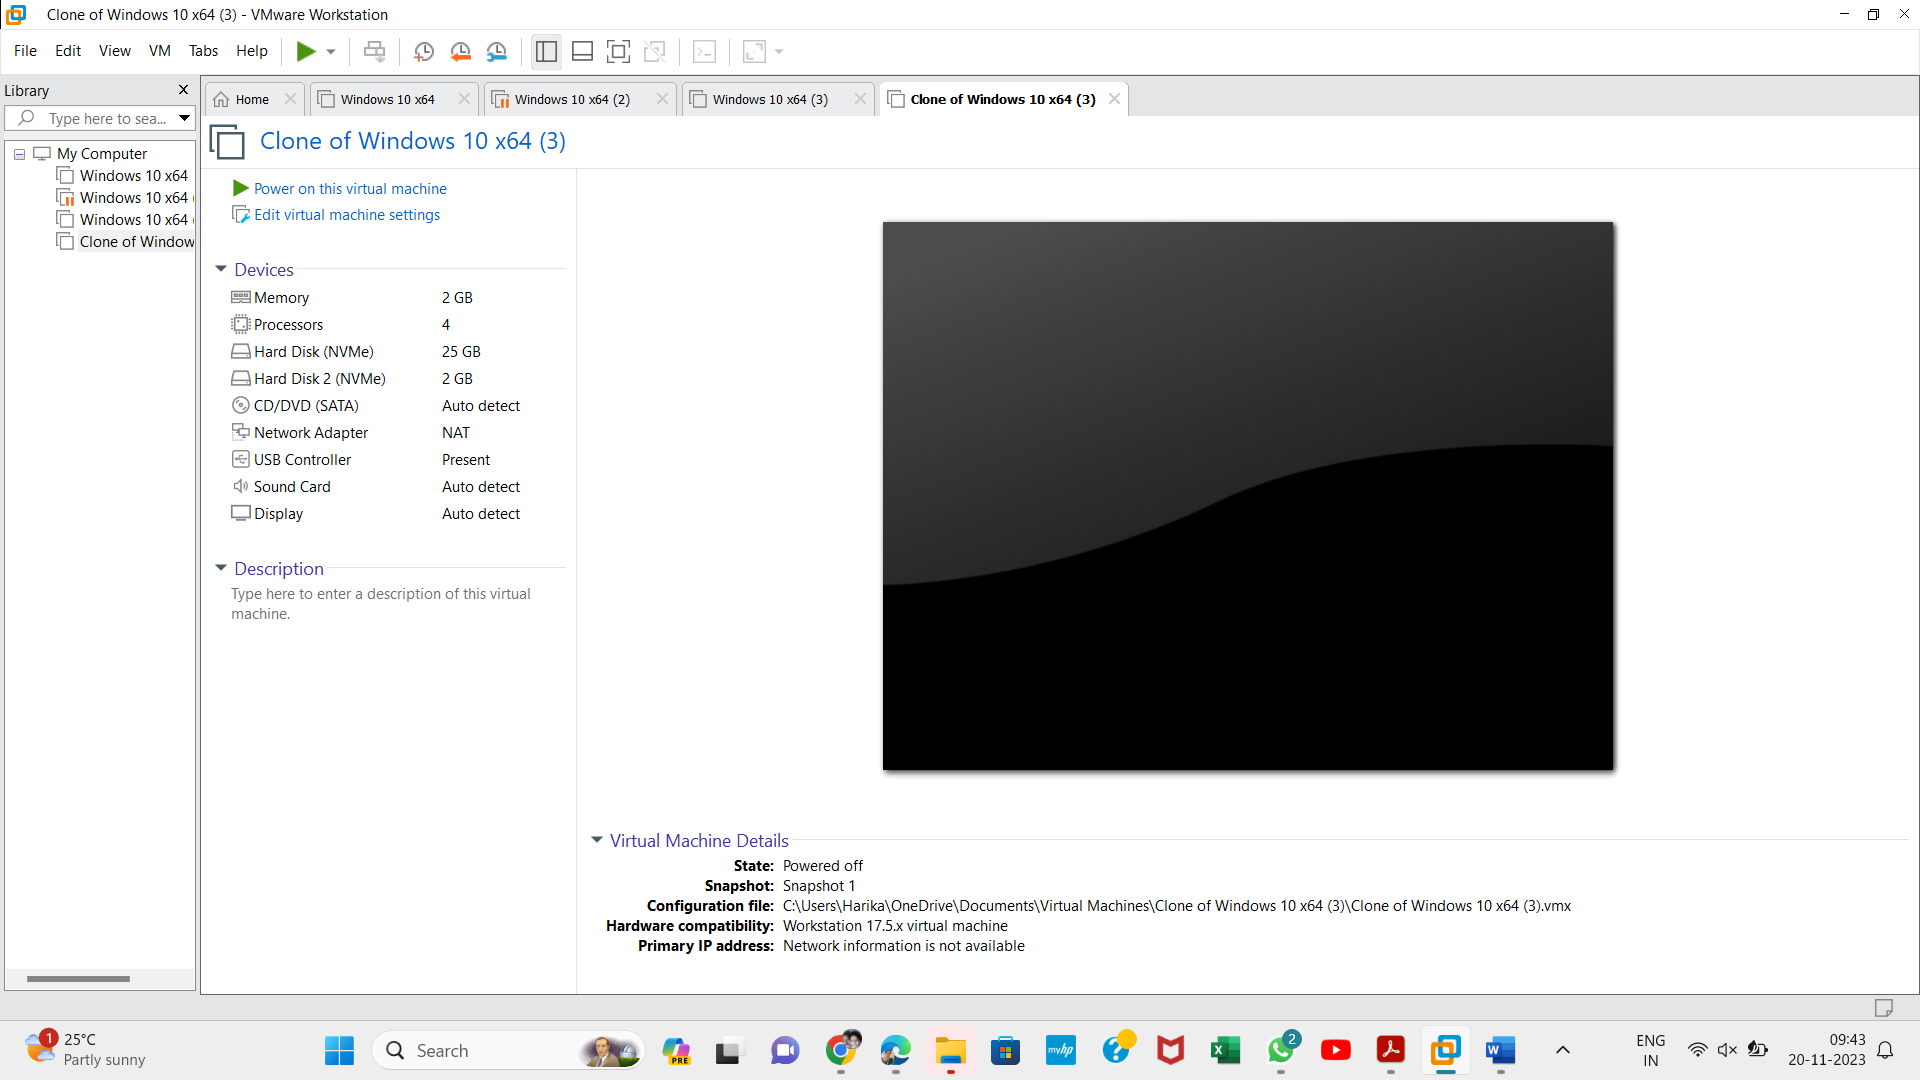 Clone of Windows 10 x64 (3) - VMware Workstation
File Edit View VM Tabs Help
Library
Type here to sea...
My Computer
Windows 10 x64
Windows 10 x64
Windows 10 x64
Clone of Window
Home
Windows 10 x64
Windows 10 x64 (2)
Windows 10 x64 (3)
Clone of Windows 10 x64 (3)
Clone of Windows 10 x64 (3)
Power on this virtual machine
Edit virtual machine settings
Devices
Memory 2 GB
Processors 4
Hard Disk (NVMe) 25 GB
Hard Disk 2 (NVMe) 2 GB
CD/DVD (SATA) Auto detect
Network Adapter NAT
USB Controller Present
Sound Card Auto detect
Display Auto detect
Description
Type here to enter a description of this virtual
machine.
Virtual Machine Details
State: Powered off
Snapshot: Snapshot 1
Configuration file: C:\Users\Harika\OneDrive\Documents\Virtual Machines\Clone of Windows 10 x64 (3)\Clone of Windows 10 x64 (3).vmx
Hardware compatibility: Workstation 17.5.x virtual machine
Primary IP address: Network information is not available
1
25°C
Partly sunny
Search
PRE
myhp
2
ENG
IN
09:43
20-11-2023